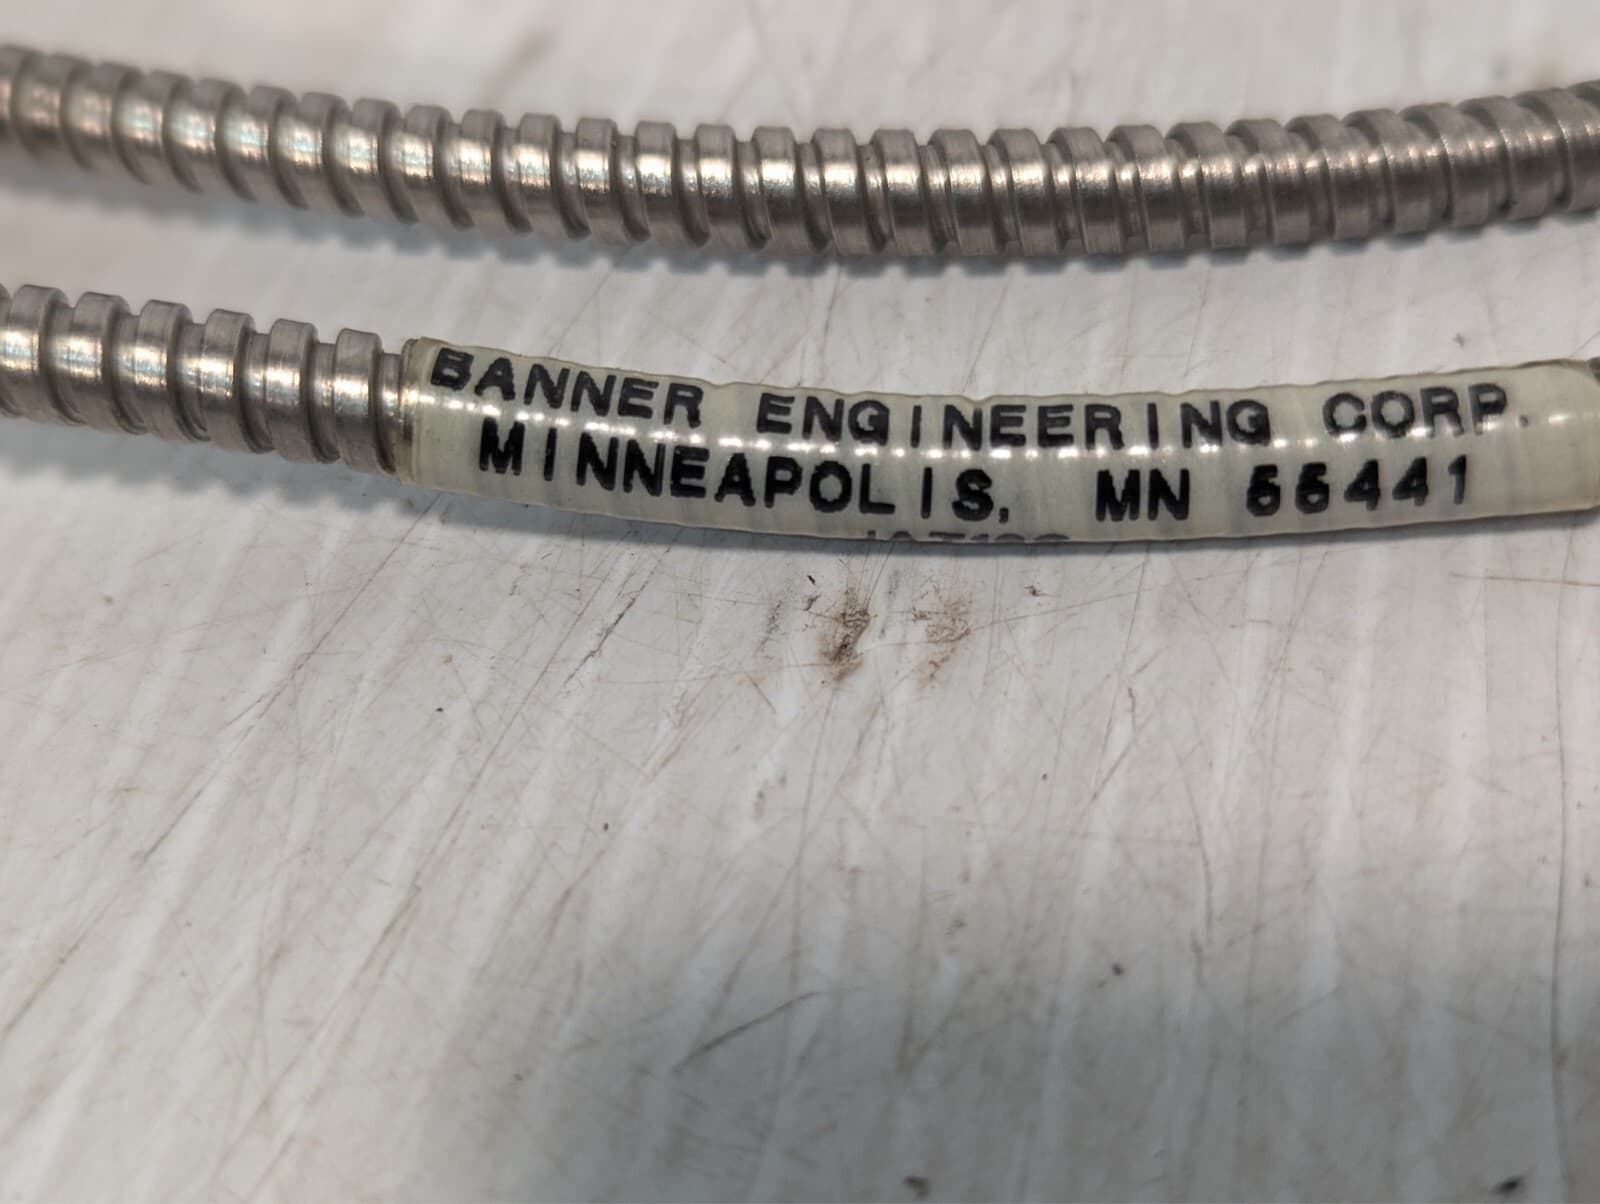 BANNER ENGINEERING CORP.
MINNEAPOLIS, MN 55441